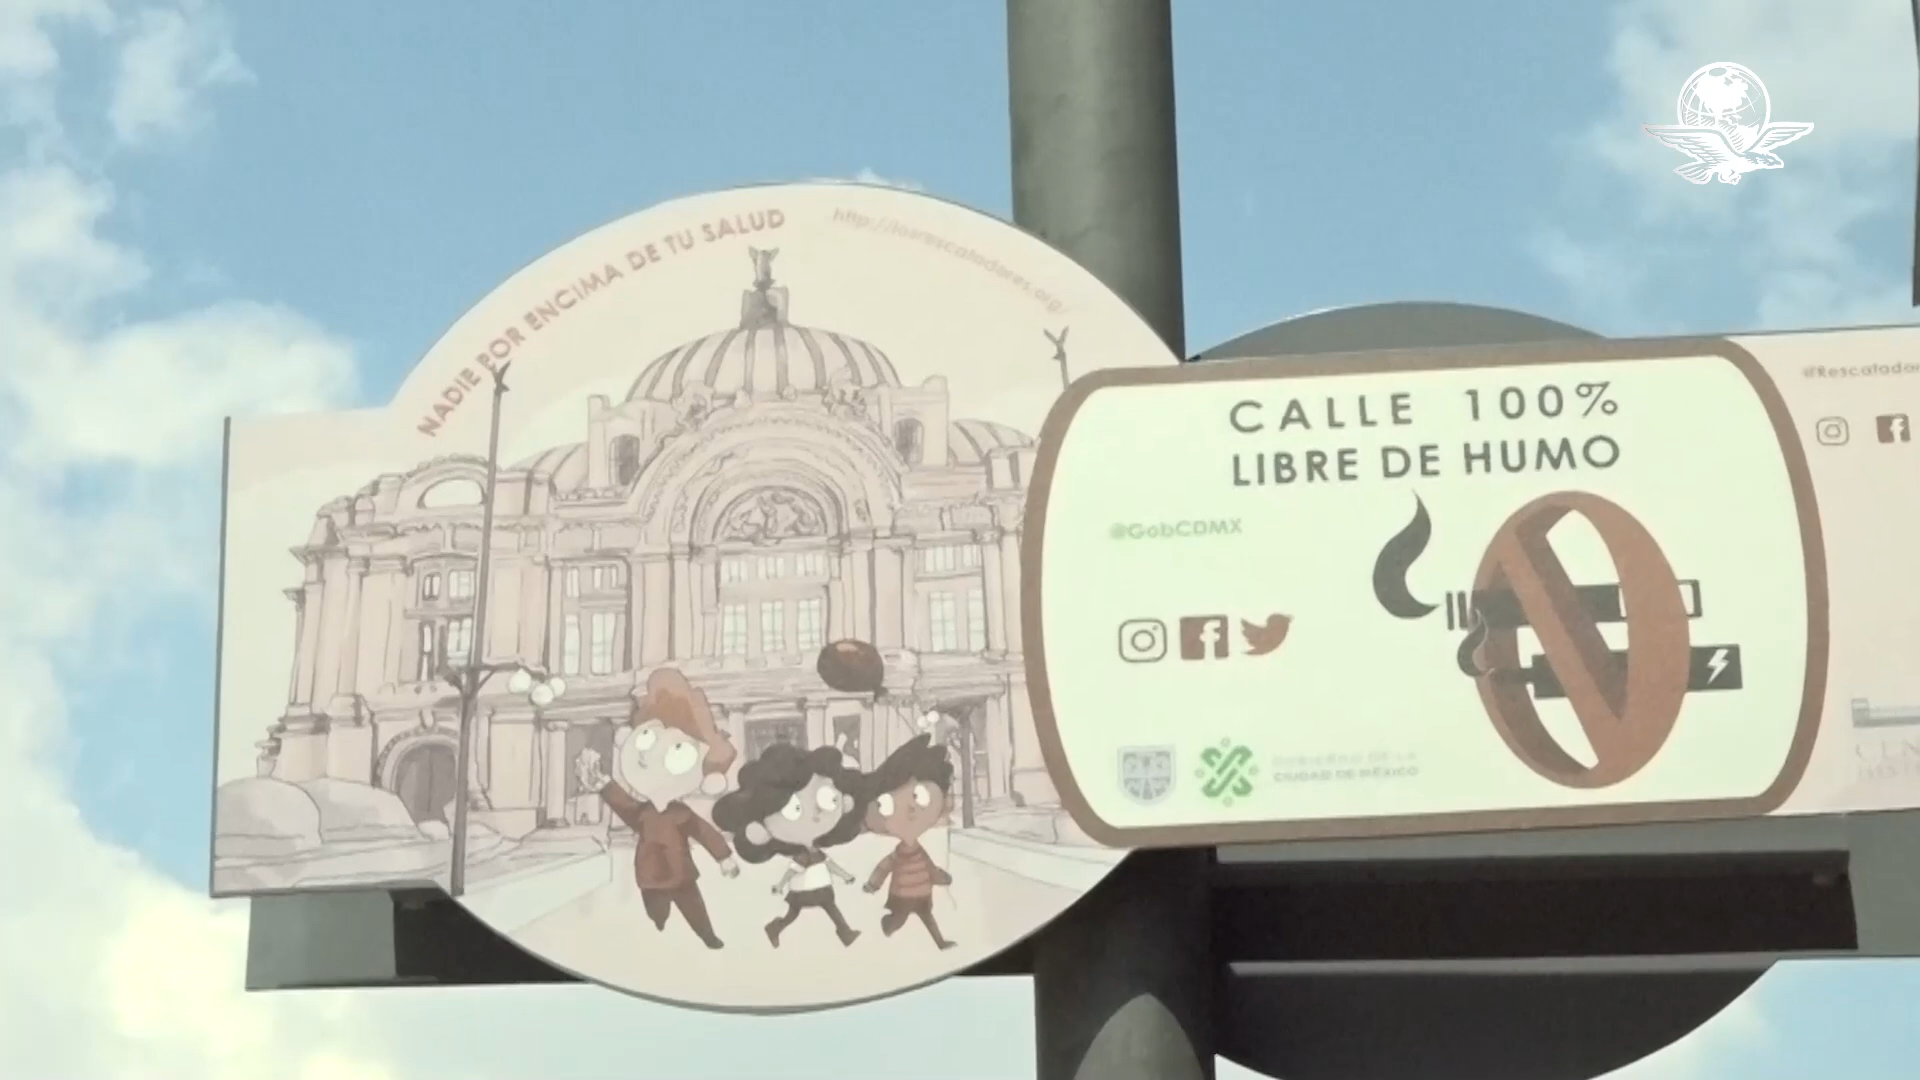 NADIE POR ENCIMA DE TU SALUD
http://losrescatadores.org/
CALLE 100%
LIBRE DE HUMO
@GobCDMX
GOBIERNO DE LA
CIUDAD DE MÉXICO